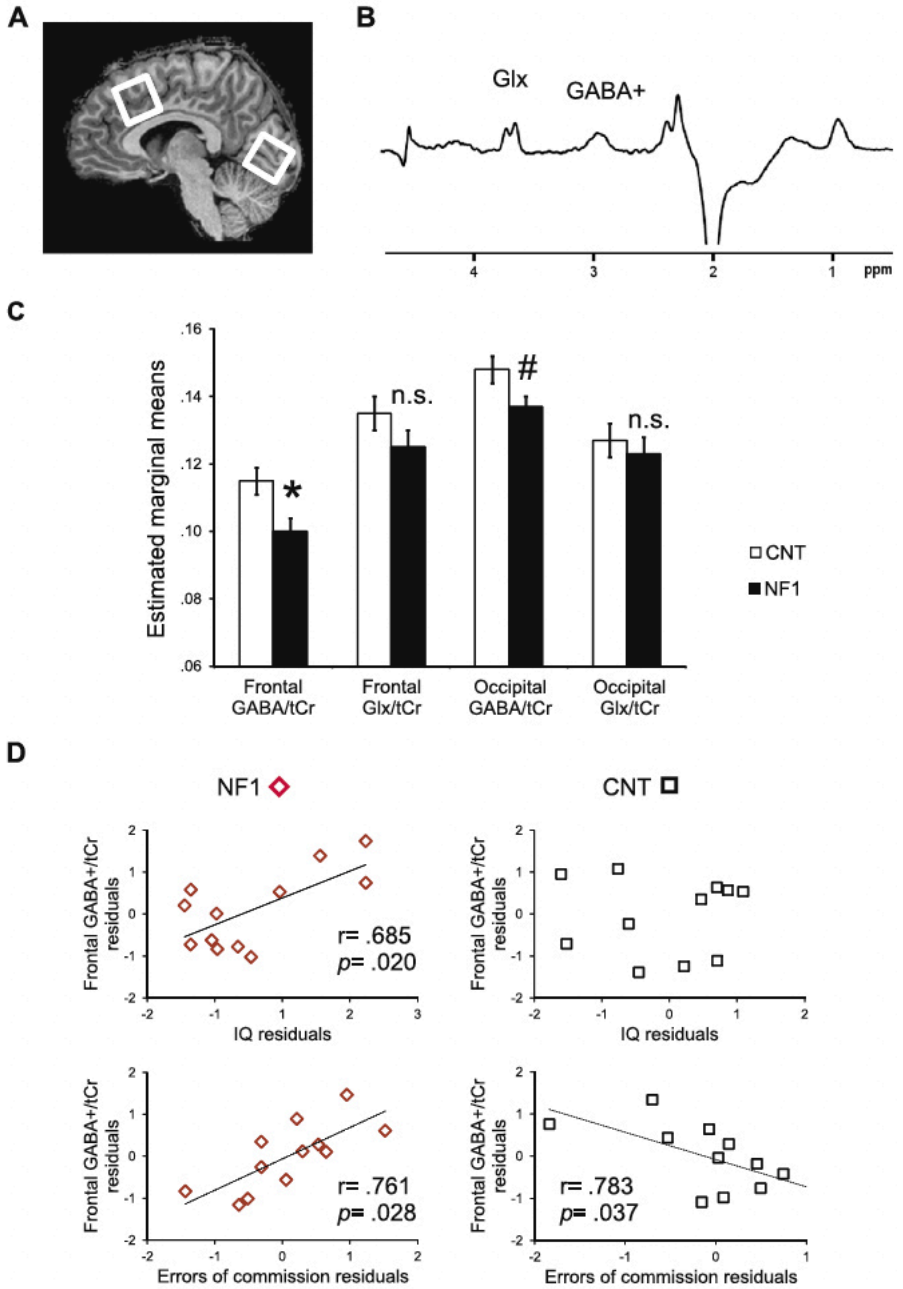 A
B
Glx
GABA+
4
3
2
1
ppm
C
Estimated marginal means
.16
.14
.12
.10
.08
.06
*
n.s.
#
n.s.
CNT
NF1
Frontal
GABA/tCr
Frontal
Glx/tCr
Occipital
GABA/tCr
Occipital
Glx/tCr
D
NF1
CNT
Frontal GABA+/tCr
residuals
2
1
0
-1
-2
r= .685
p= .020
-2
-1
0
1
2
3
IQ residuals
Frontal GABA+/tCr
residuals
2
1
0
-1
-2
-2
-1
0
1
2
IQ residuals
Frontal GABA+/tCr
residuals
2
1
0
-1
-2
r= .761
p= .028
-2
-1
0
1
2
Errors of commission residuals
Frontal GABA+/tCr
residuals
2
1
0
-1
-2
r= .783
p= .037
-2
-1
0
1
Errors of commission residuals